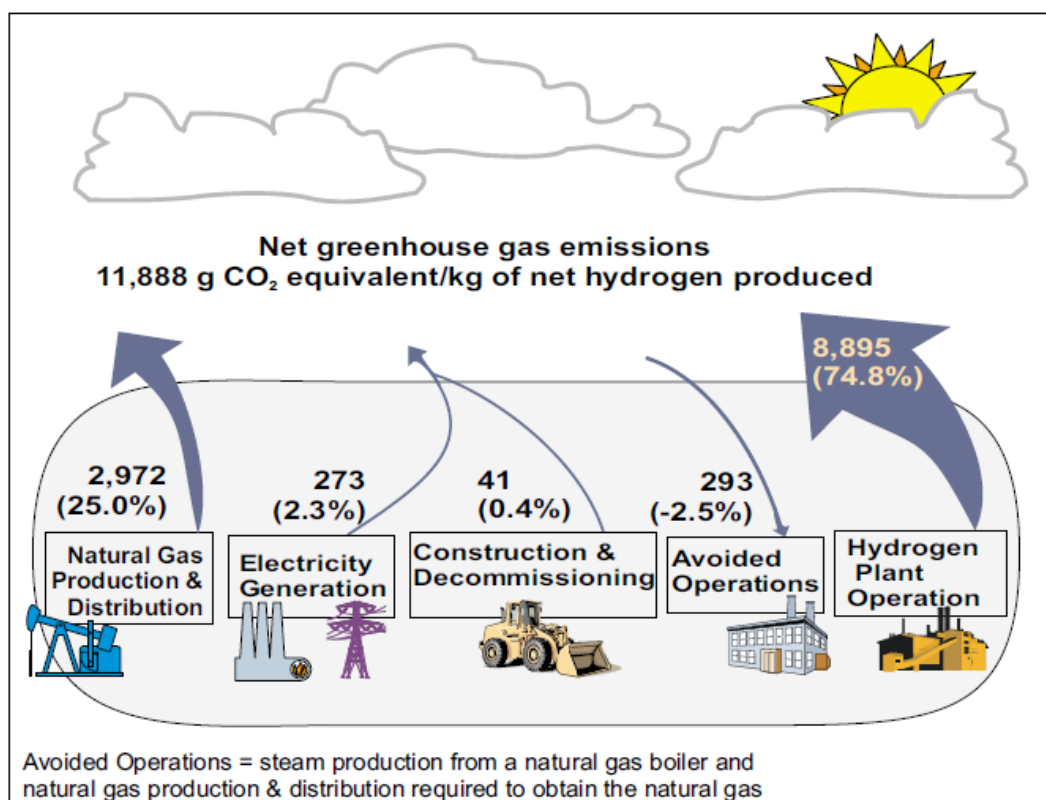 Net greenhouse gas emissions
11,888 g CO₂ equivalent/kg of net hydrogen produced
8,895
(74.8%)
2,972
(25.0%)
273
(2.3%)
41
(0.4%)
293
(-2.5%)
Natural Gas
Production &
Distribution
Electricity
Generation
Construction &
Decommissioning
Avoided
Operations
Hydrogen
Plant
Operation
Avoided Operations = steam production from a natural gas boiler and
natural gas production & distribution required to obtain the natural gas